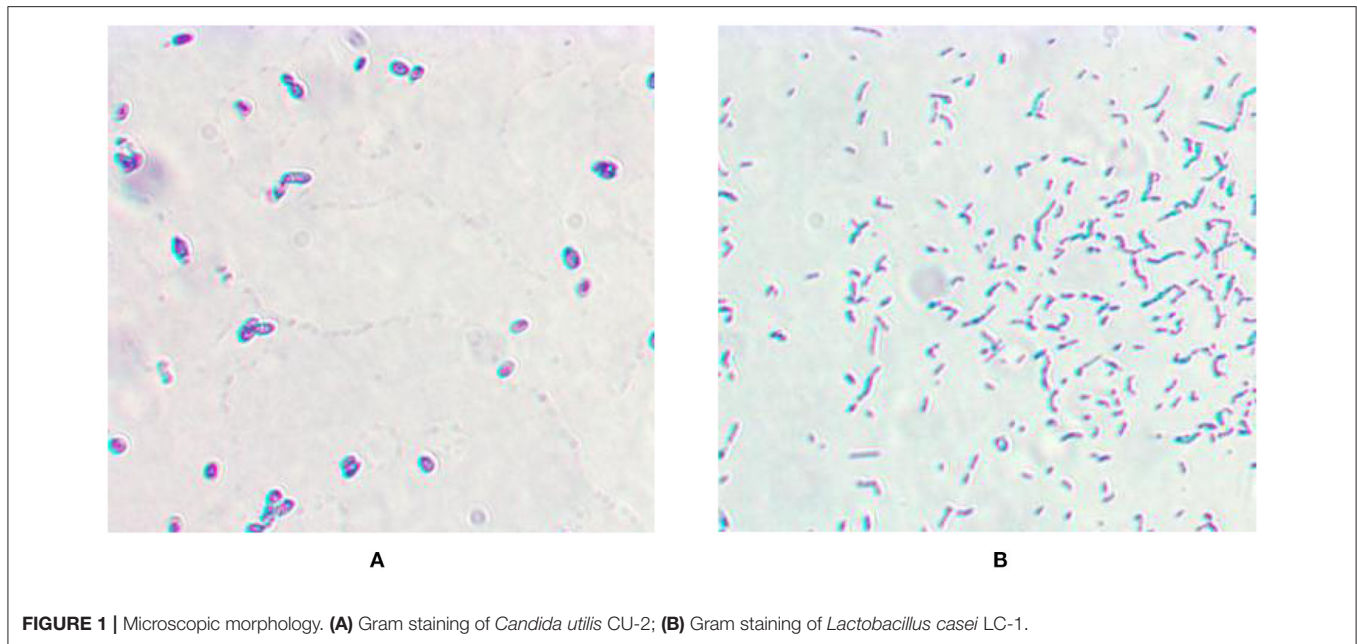 A
B
FIGURE 1 | Microscopic morphology. (A) Gram staining of Candida utilis CU-2; (B) Gram staining of Lactobacillus casei LC-1.